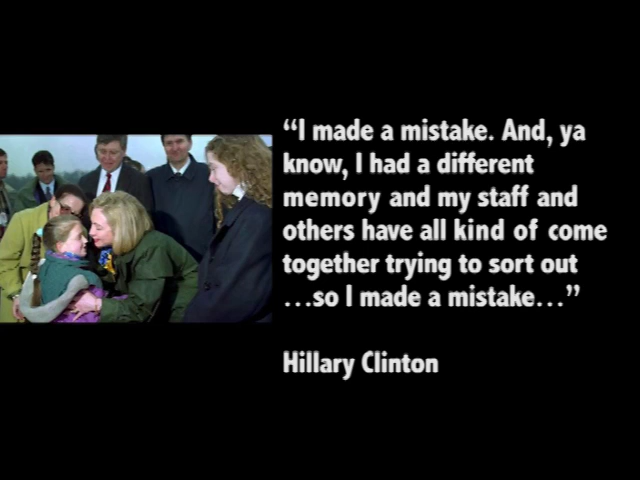 “I made a mistake. And, ya
know, I had a different
memory and my staff and
others have all kind of come
together trying to sort out
…so I made a mistake…”
Hillary Clinton